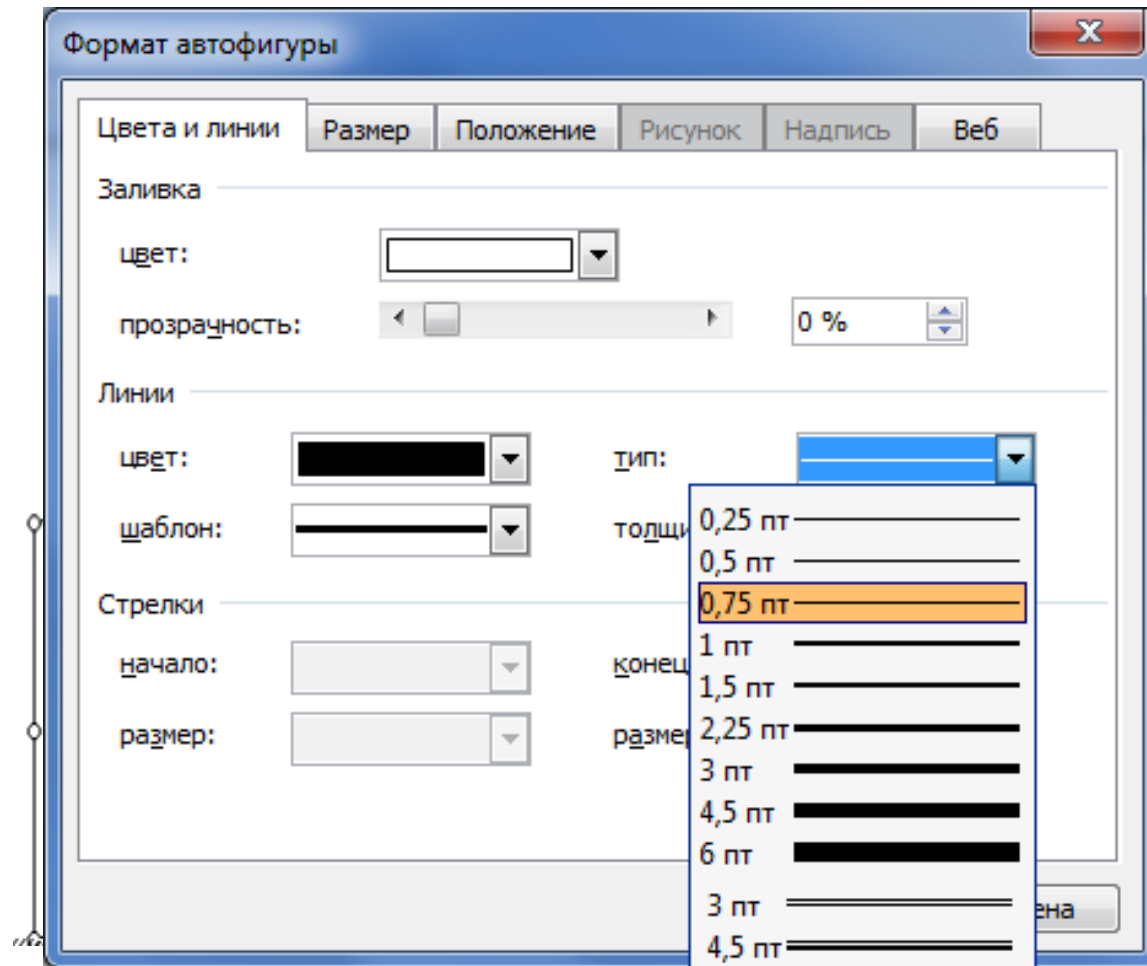 Формат автофигуры
Цвета и линии Размер Положение Рисунок Надпись Веб
Заливка
цвет:
прозрачность: 0 %
Линии
цвет: тип:
шаблон: толщи
0,25 пт
0,5 пт
Стрелки 0,75 пт
1 пт
начало: конец
1,5 пт
размер: размер 2,25 пт
3 пт
4,5 пт
6 пт
3 пт ена
4,5 пт